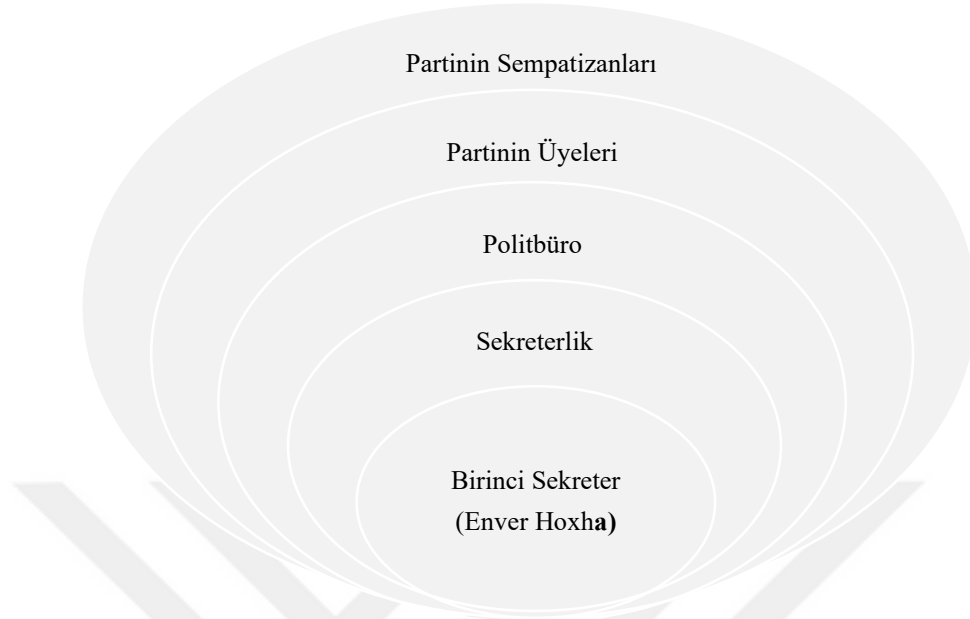 Partinin Sempatizanları
Partinin Üyeleri
Politbüro
Sekreterlik
Birinci Sekreter
(Enver Hoxha)